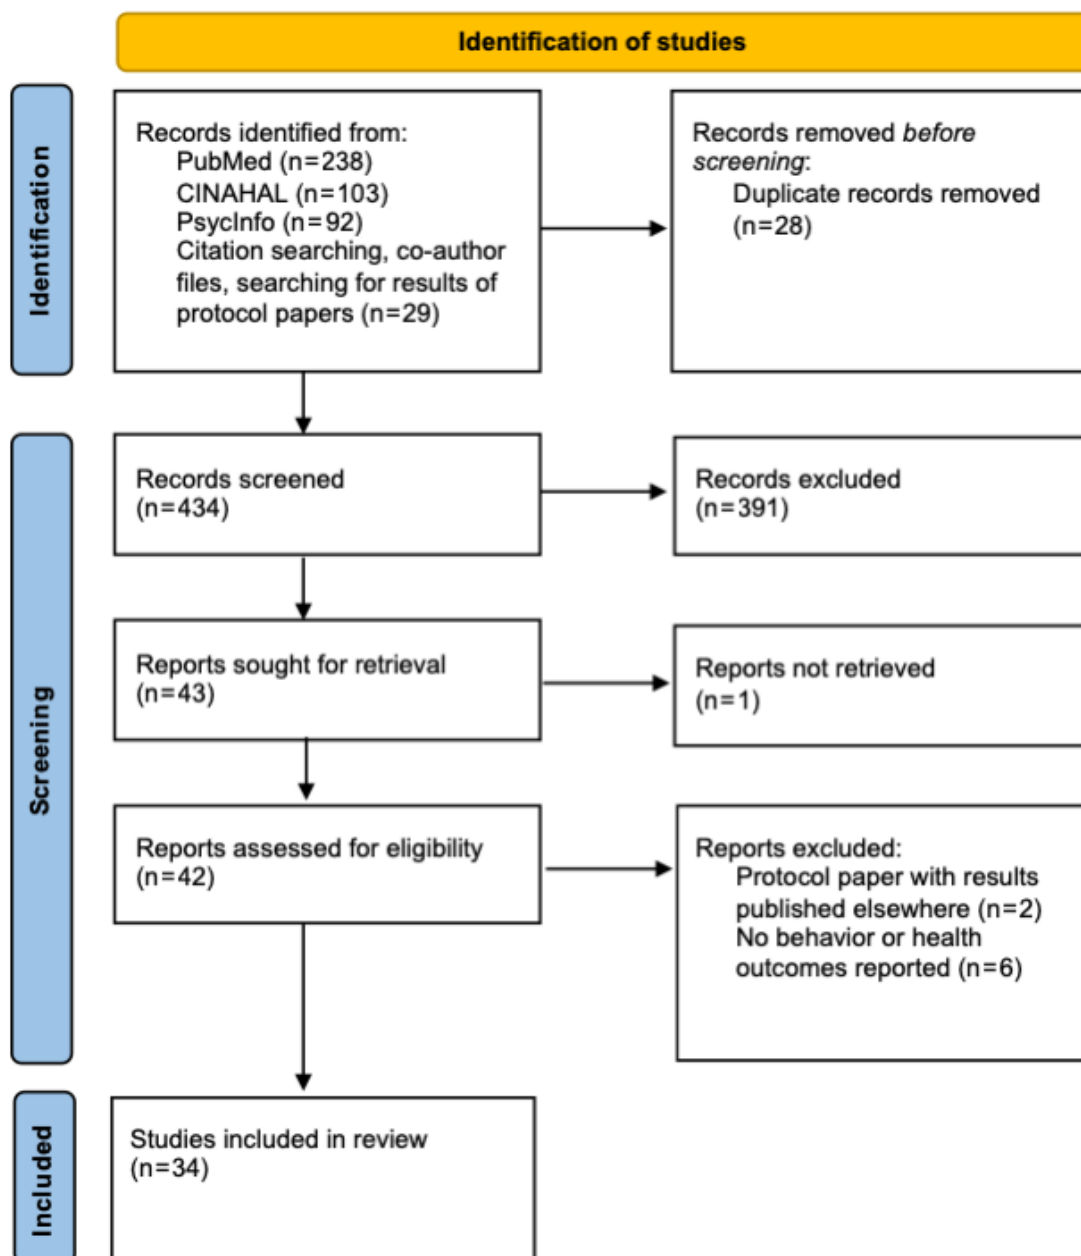 Identification of studies
Identification
Records identified from:
PubMed (n=238)
CINAHAL (n=103)
PsycInfo (n=92)
Citation searching, co-author
files, searching for results of
protocol papers (n=29)
Records removed before
screening:
Duplicate records removed
(n=28)
Screening
Records screened
(n=434)
Records excluded
(n=391)
Reports sought for retrieval
(n=43)
Reports not retrieved
(n=1)
Reports assessed for eligibility
(n=42)
Reports excluded:
Protocol paper with results
published elsewhere (n=2)
No behavior or health
outcomes reported (n=6)
Included
Studies included in review
(n=34)